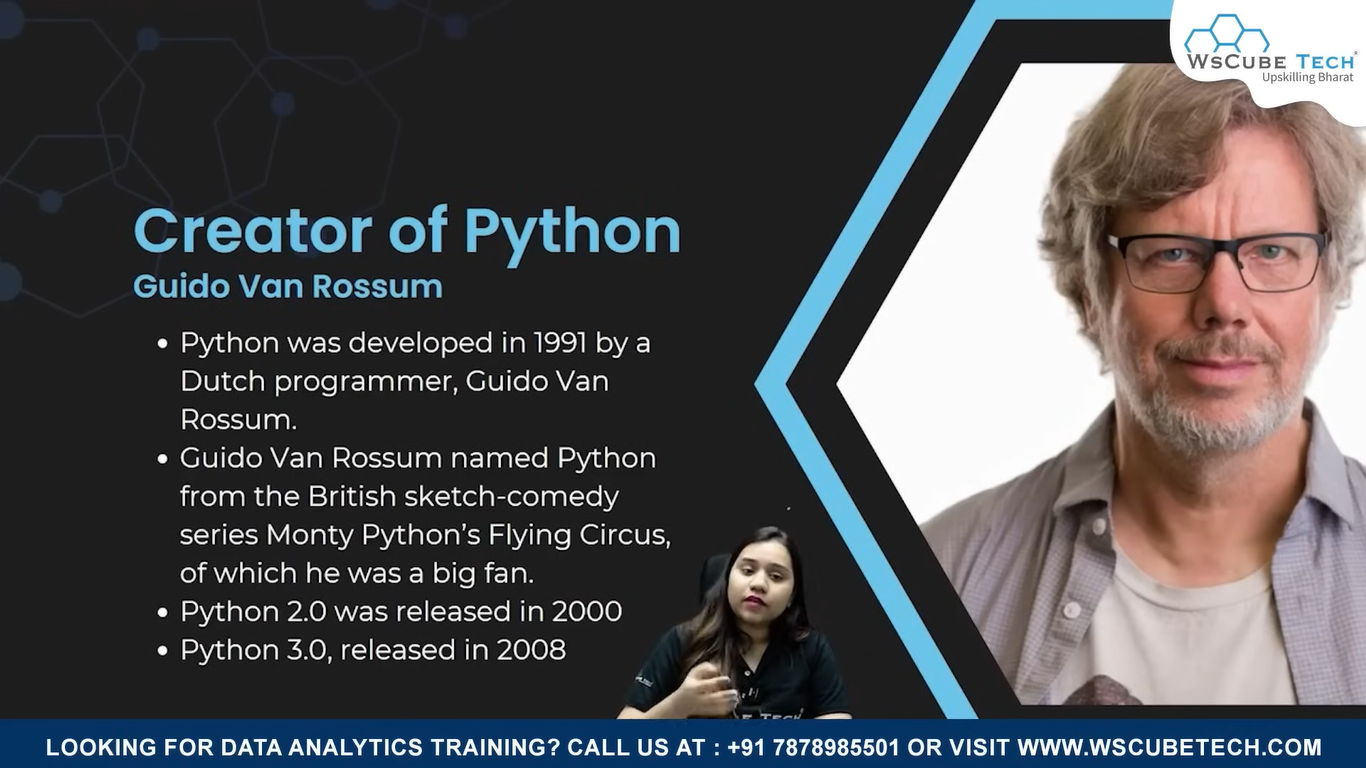 WsCube Tech
Upskilling Bharat
Creator of Python
Guido Van Rossum
• Python was developed in 1991 by a
Dutch programmer, Guido Van
Rossum.
• Guido Van Rossum named Python
from the British sketch-comedy
series Monty Python's Flying Circus,
of which he was a big fan.
• Python 2.0 was released in 2000
• Python 3.0, released in 2008
LOOKING FOR DATA ANALYTICS TRAINING? CALL US AT : +91 7878985501 OR VISIT WWW.WSCUBETECH.COM